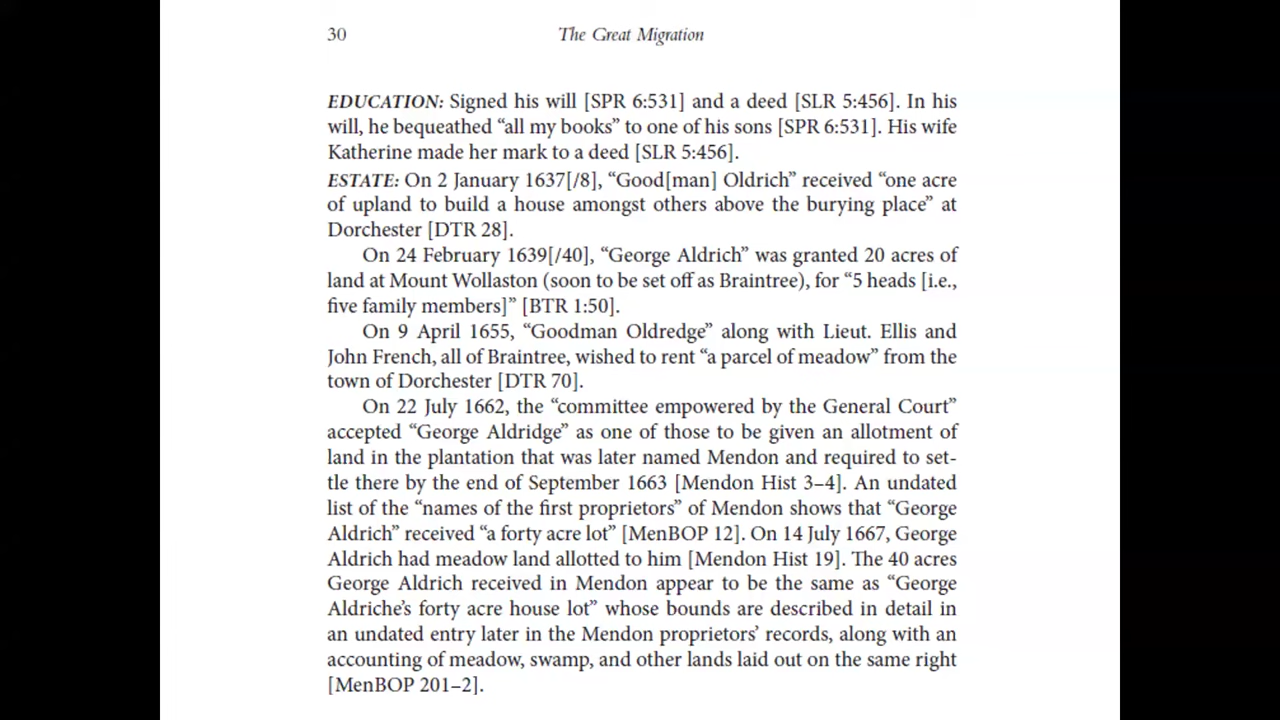 30 The Great Migration
EDUCATION: Signed his will [SPR 6:531] and a deed [SLR 5:456]. In his
will, he bequeathed “all my books” to one of his sons [SPR 6:531]. His wife
Katherine made her mark to a deed [SLR 5:456].
ESTATE: On 2 January 1637[/8], “Good[man] Oldrich” received “one acre
of upland to build a house amongst others above the burying place” at
Dorchester [DTR 28].
On 24 February 1639[/40], “George Aldrich” was granted 20 acres of
land at Mount Wollaston (soon to be set off as Braintree), for “5 heads [i.e.,
five family members]” [BTR 1:50].
On 9 April 1655, “Goodman Oldredge” along with Lieut. Ellis and
John French, all of Braintree, wished to rent “a parcel of meadow” from the
town of Dorchester [DTR 70].
On 22 July 1662, the “committee empowered by the General Court”
accepted “George Aldridge” as one of those to be given an allotment of
land in the plantation that was later named Mendon and required to set-
tle there by the end of September 1663 [Mendon Hist 3–4]. An undated
list of the “names of the first proprietors” of Mendon shows that “George
Aldrich” received “a forty acre lot” [MenBOP 12]. On 14 July 1667, George
Aldrich had meadow land allotted to him [Mendon Hist 19]. The 40 acres
George Aldrich received in Mendon appear to be the same as “George
Aldriche’s forty acre house lot” whose bounds are described in detail in
an undated entry later in the Mendon proprietors’ records, along with an
accounting of meadow, swamp, and other lands laid out on the same right
[MenBOP 201–2].